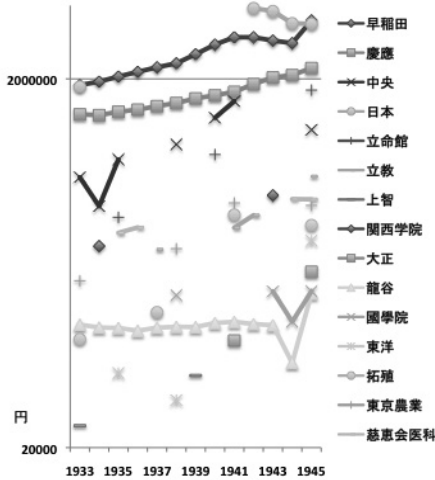 2000000
円
20000
1933 1935 1937 1939 1941 1943 1945
早稲田
慶應
中央
日本
立命館
立教
上智
関西学院
大正
龍谷
國學院
東洋
拓殖
東京農業
慈恵会医科